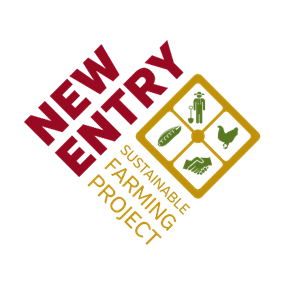 NEW
ENTRY
SUSTAINABLE
FARMING
PROJECT